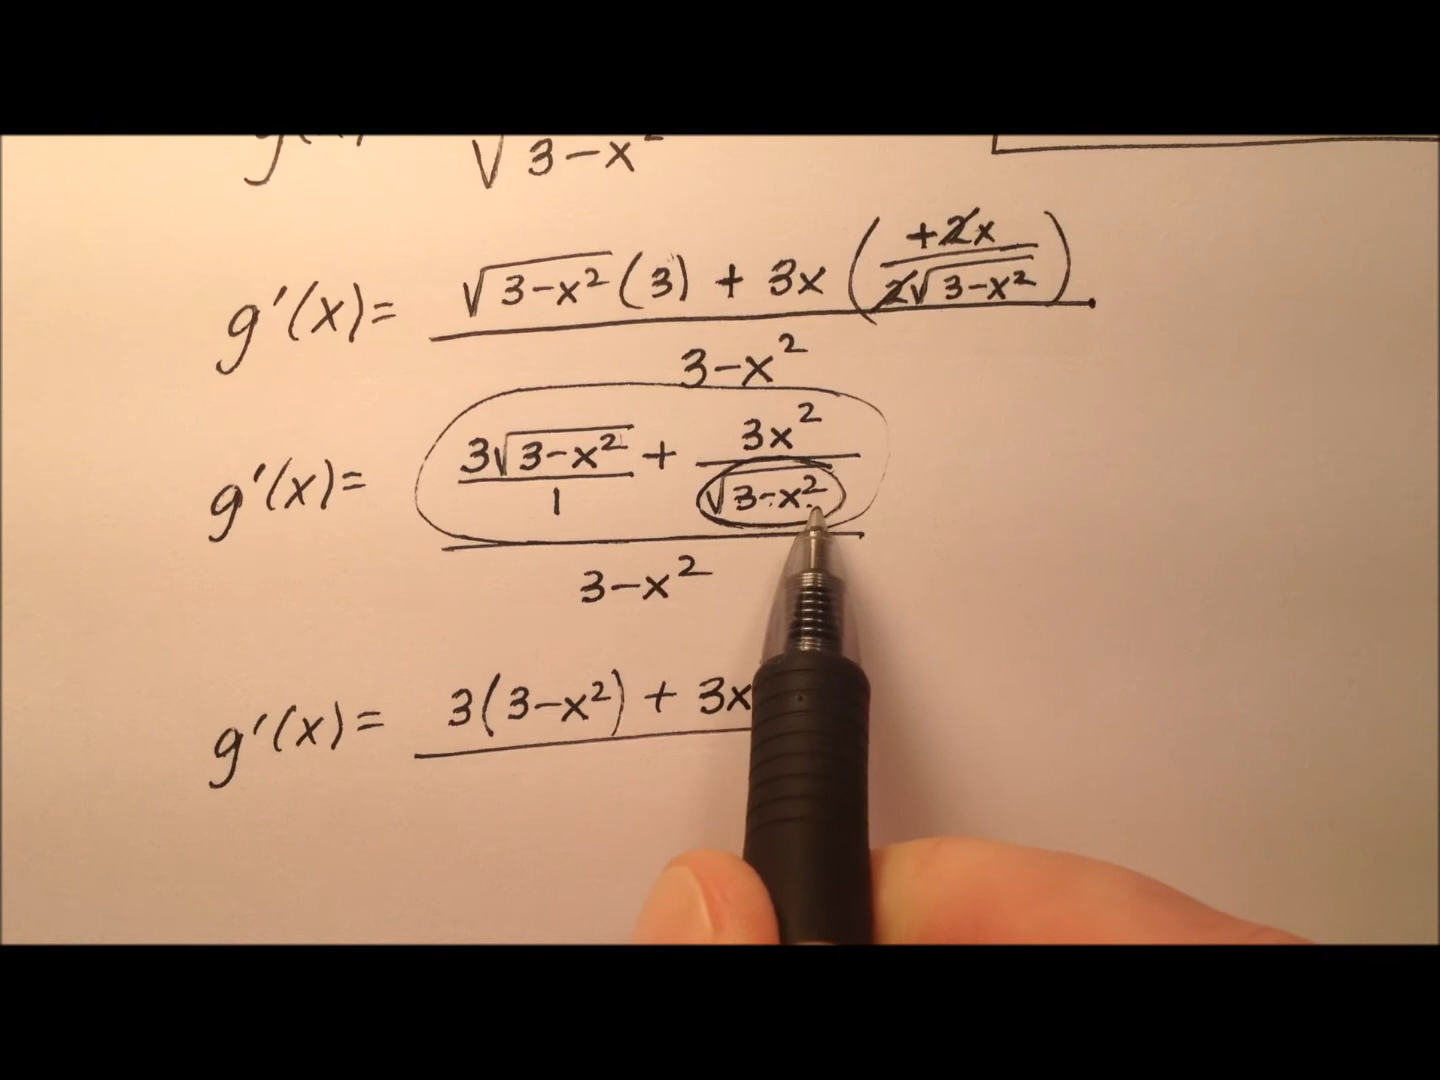 √3-x²
g'(x)= (√3-x²(3) + 3x(+2x/2√3-x²))/(3-x²)
g'(x)= (3√3-x²/1 + 3x²/√3-x²)/(3-x²)
g'(x)= 3(3-x²) + 3x